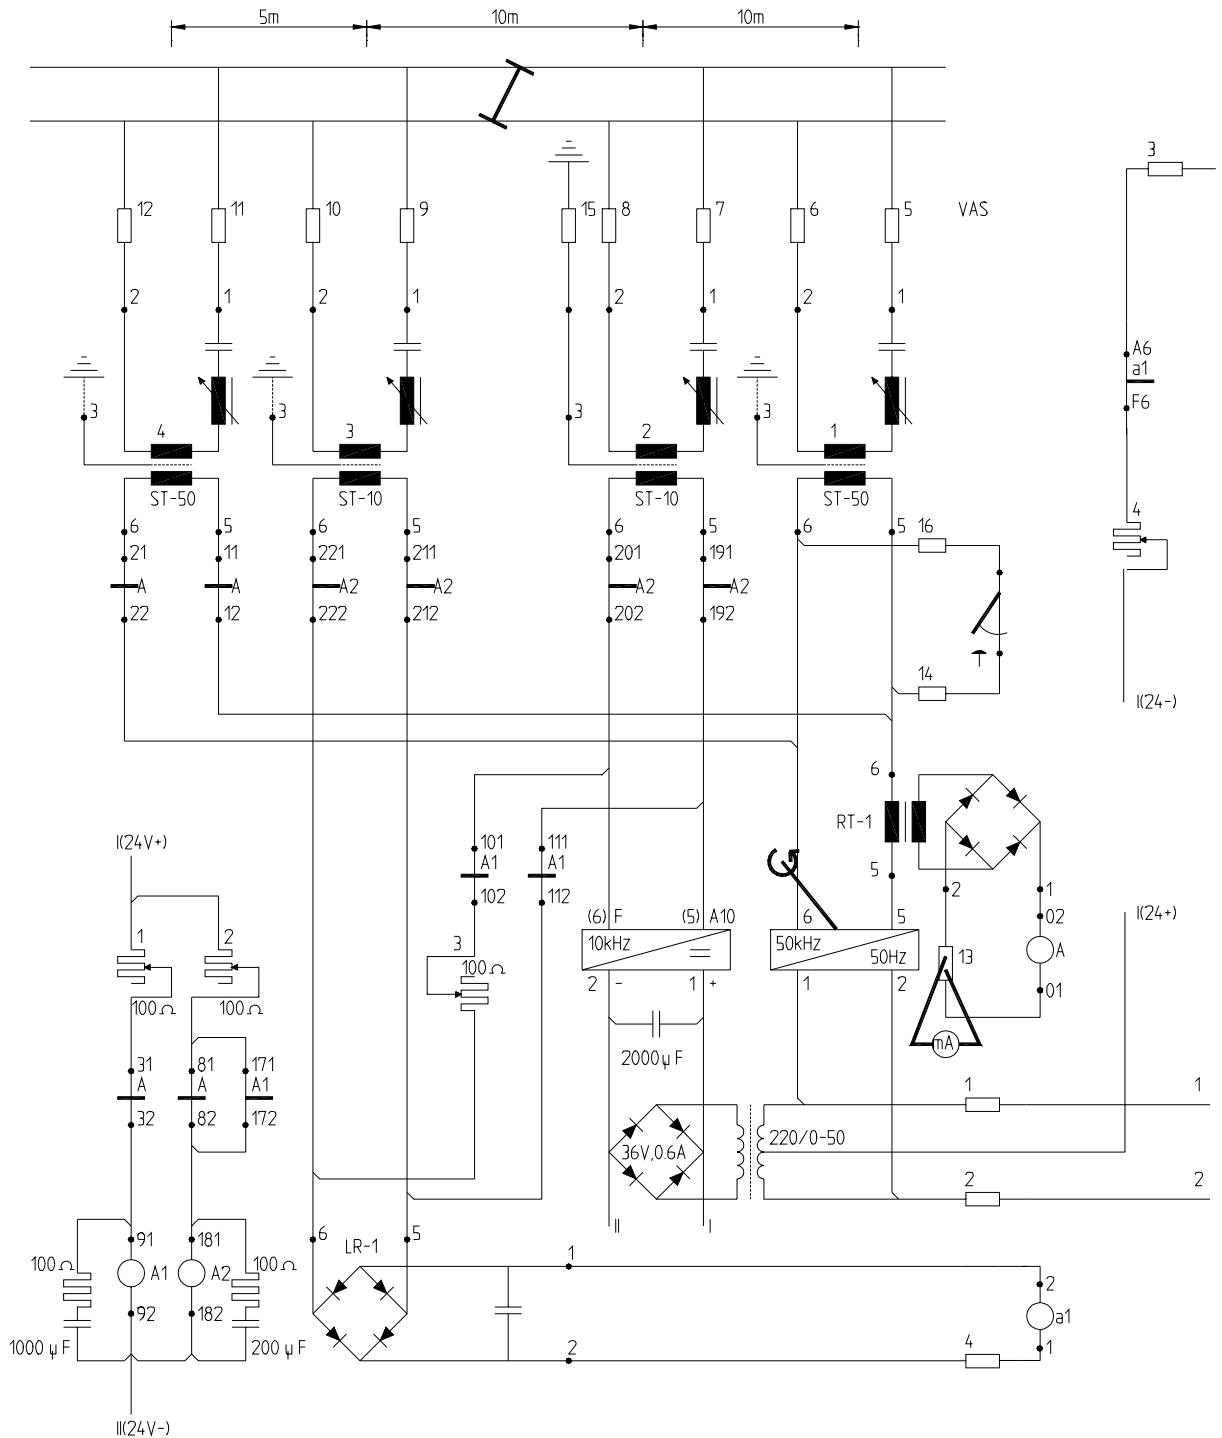 5m 10m 10m
3
12 11 10 9 15 8 7 6 5 VAS
2 1 2 1 2 1 2 1
A6
a1
F6
3 3 3 3
4 3 2 1
ST-50 ST-10 ST-10 ST-50
4
6 5 6 5 6 5 6 5 16
21 11 221 211 201 191
A A A2 A2 A2 A2
22 12 222 212 202 192
14
I(24-)
6
RT-1
5
I(24V+)
101 111
A1 A1
102 112
2 1
02
A
01
13
mA
I(24+)
(6) F (5) A10 6 5
10kHz 50kHz
50Hz
2 - 1 + 1 2
1 2
100Ω 100Ω
3
100Ω
2000μF
31 81 171
A A A1
32 82 172
1 1
36V,0.6A 220/0-50
2 2
II I
91 181 6 5
LR-1
1
100Ω A1 A2 100Ω
2
a1
1
92 182
1000μF 200μF
2 4
II(24V-)